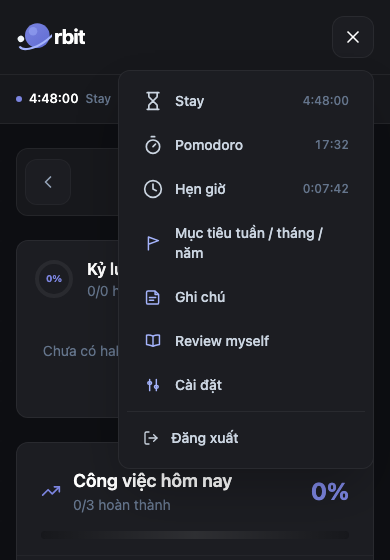 rbit
4:48:00 Stay
Stay 4:48:00
Pomodoro 17:32
Hẹn giờ 0:07:42
Mục tiêu tuần / tháng /
năm
Ghi chú
Review myself
Cài đặt
Đăng xuất
0%
Kỷ lu
0/0 h
Chưa có hal
Công việc hôm nay 0%
0/3 hoàn thành